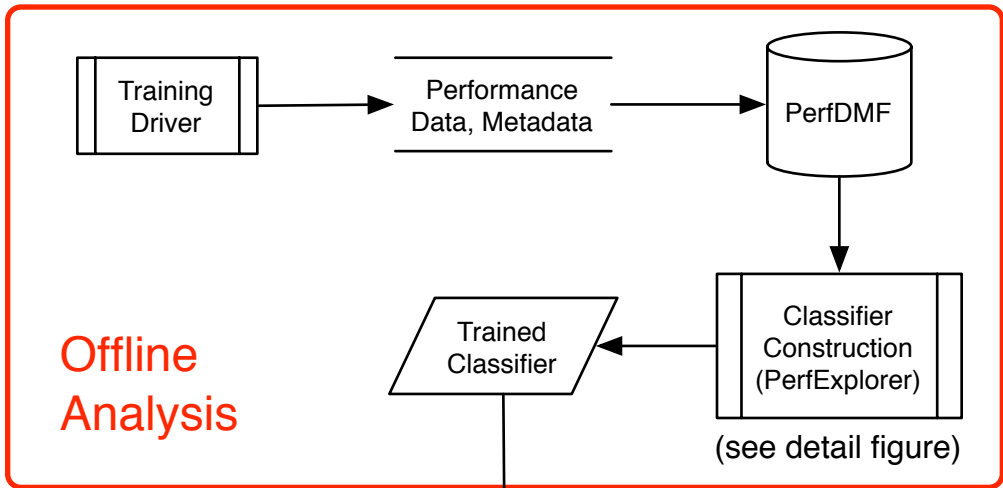 Training
Driver
Performance
Data, Metadata
PerfDMF
Classifier
Construction
(PerfExplorer)
(see detail figure)
Trained
Classifier
Offline
Analysis